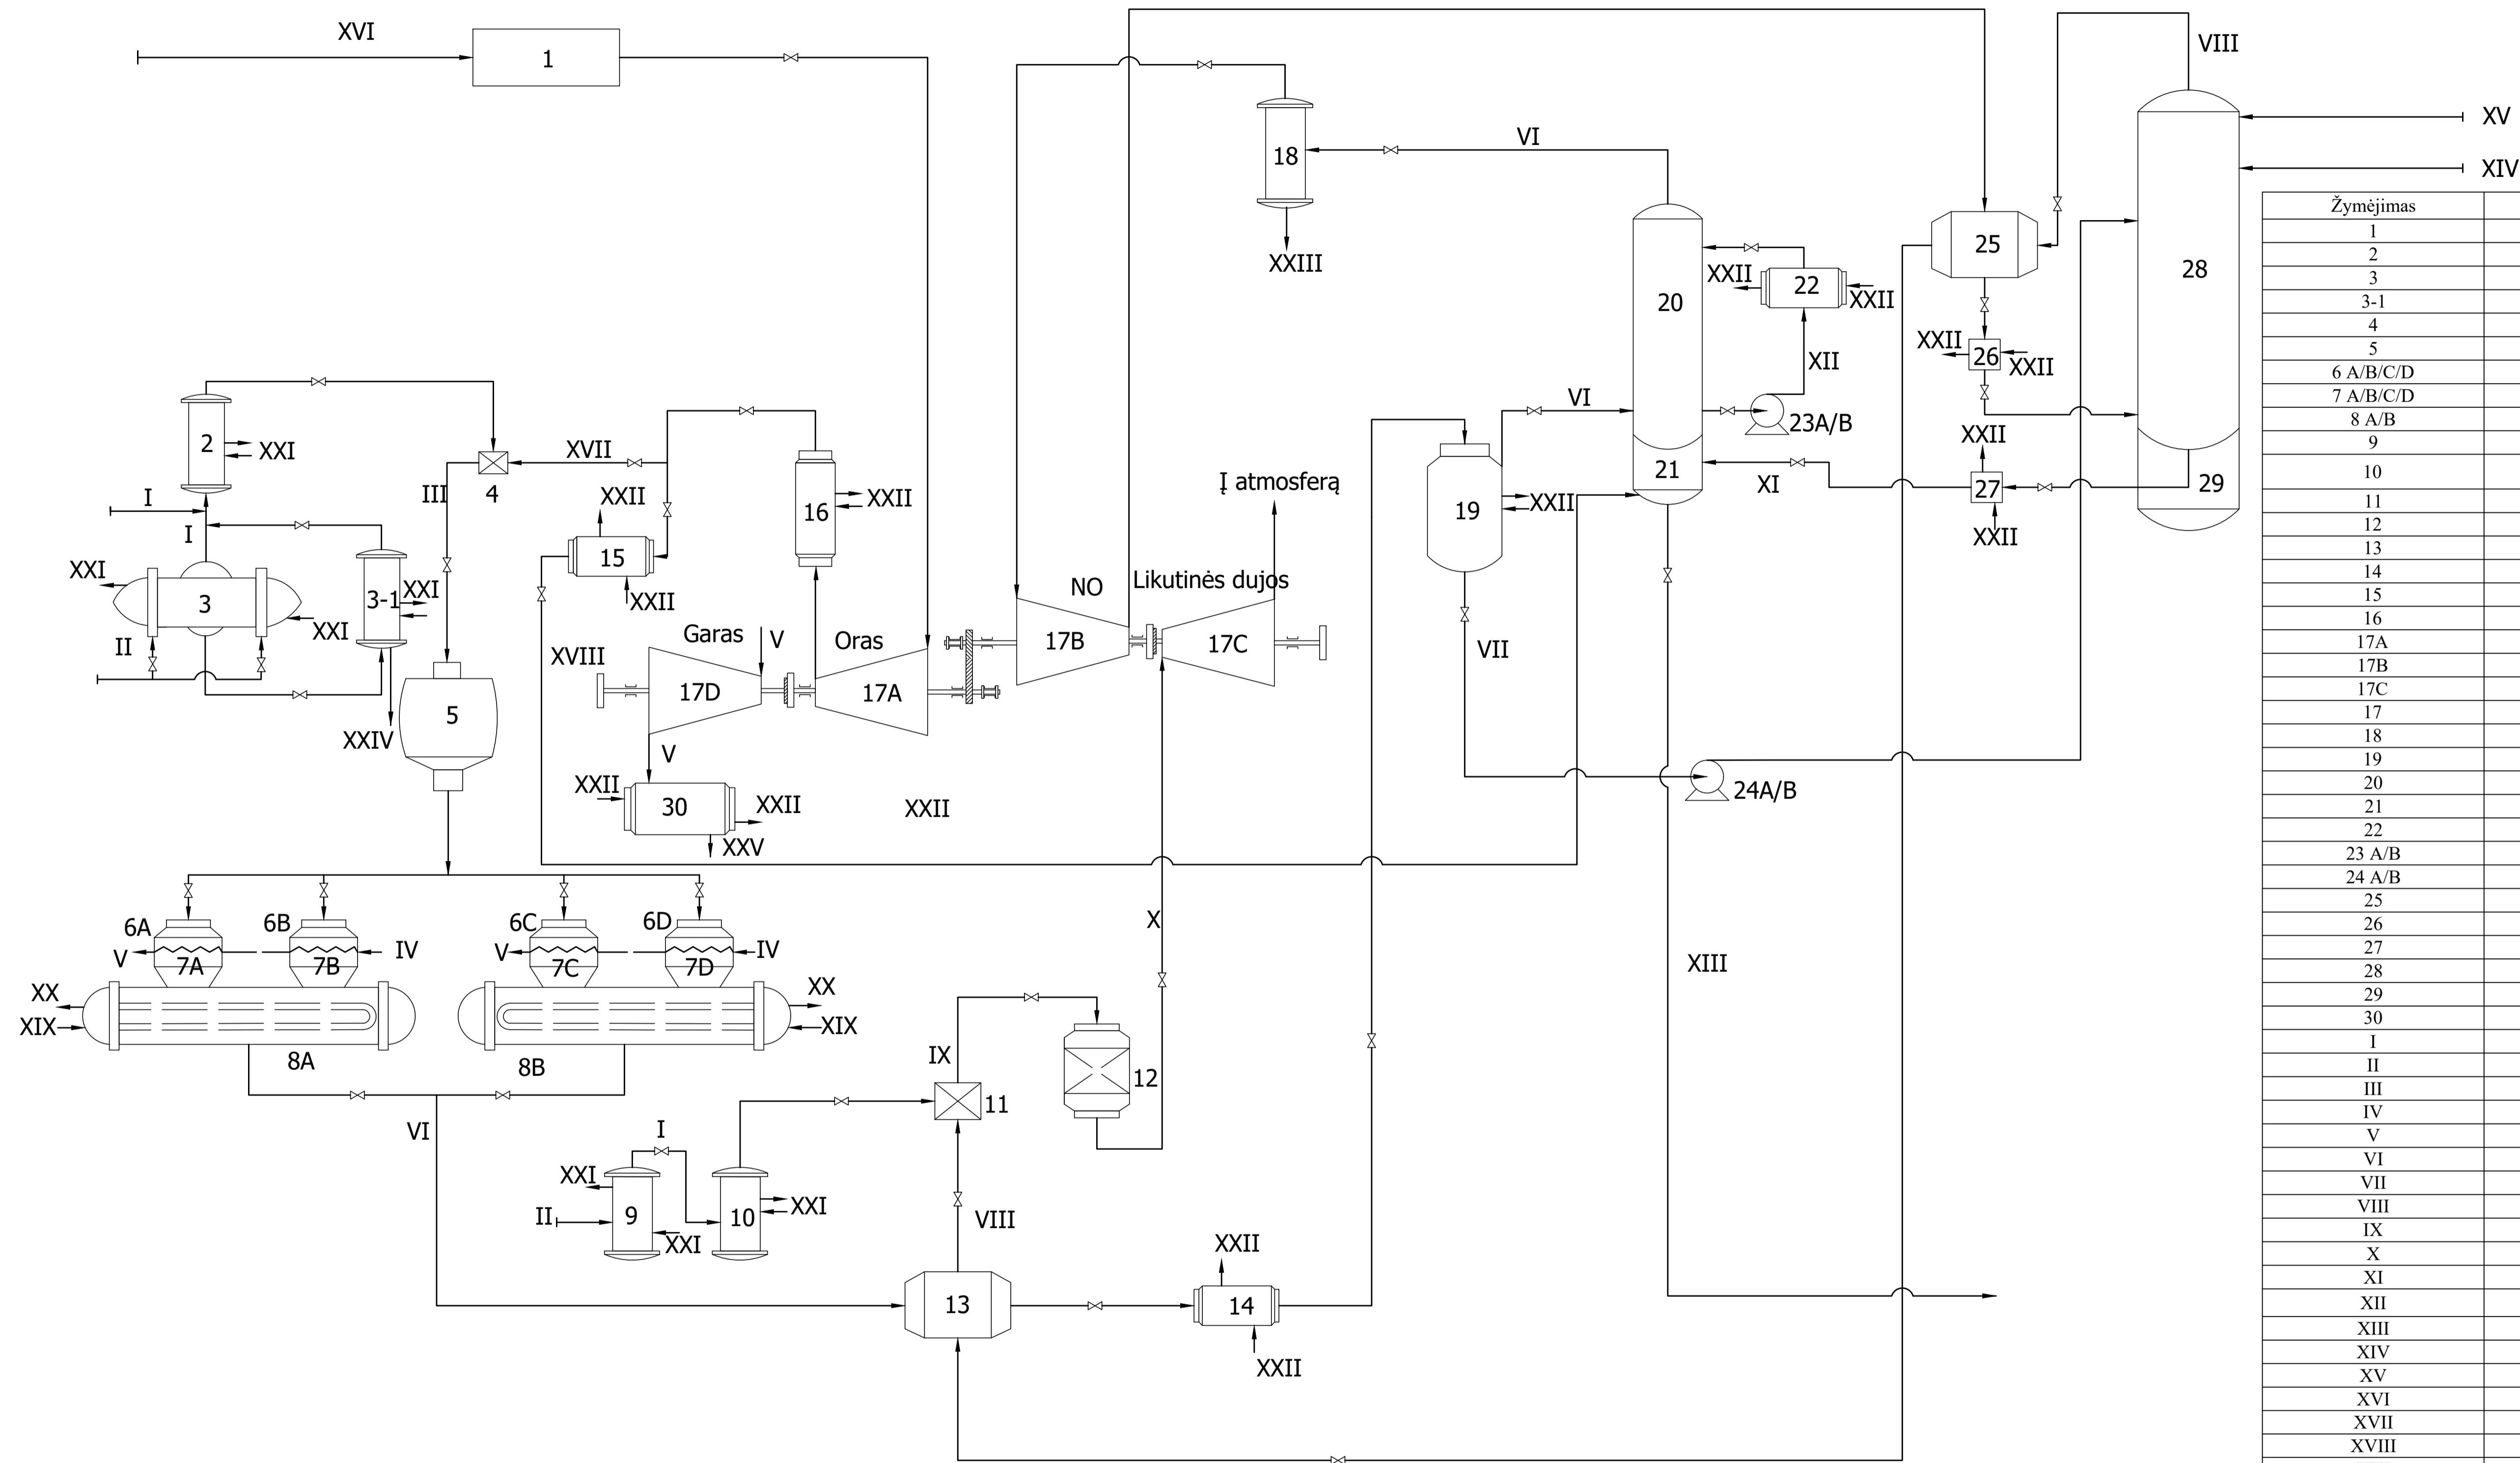 XVI
1
VIII
XV
XIV
VI
18
XXIII
20
XXII
22
XXII
XII
23A/B
25
XXII
26
XXII
XXII
27
XXII
28
29
2
XXI
I
I
XXI
3
XXI
II
3-1
XXI
XXIV
III
4
XVII
XXII
15
XXII
16
XXII
5
XVIII
Garas
V
Oras
17D
17A
V
XXII
30
XXII
XXV
XXII
NO
Likutinės dujos
Į atmosferą
17B
17C
VI
19
XXII
21
XI
VII
24A/B
6A
6B
6C
6D
V
7A
7B
IV
V
7C
7D
IV
XX
XIX
8A
8B
XX
XIX
VI
I
XXI
II
9
XXI
10
XXI
IX
11
12
X
VIII
13
XXII
14
XXII
XIII
Žymėjimas
1
2
3
3-1
4
5
6 A/B/C/D
7 A/B/C/D
8 A/B
9
10
11
12
13
14
15
16
17A
17B
17C
17
18
19
20
21
22
23 A/B
24 A/B
25
26
27
28
29
30
I
II
III
IV
V
VI
VII
VIII
IX
X
XI
XII
XIII
XIV
XV
XVI
XVII
XVIII